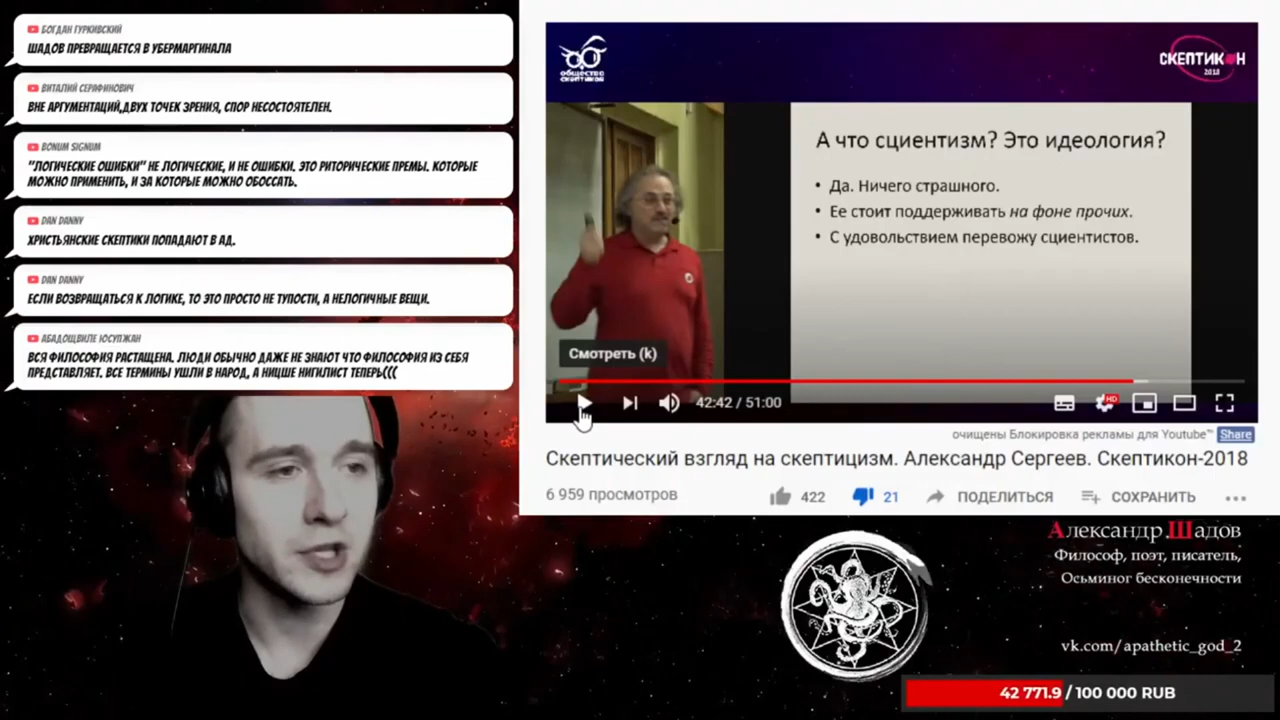 БОГДАН ГУРКИВСКИЙ
ШАДОВ ПРЕВРАЩАЕТСЯ В УБЕРМАРГИНАЛА
ВИТАЛИЙ СЕРАФИНОВИЧ
ВНЕ АРГУМЕНТАЦИЙ,ДВУХ ТОЧЕК ЗРЕНИЯ, СПОР НЕСОСТОЯТЕЛЕН.
BONUM SIGNUM
"ЛОГИЧЕСКИЕ ОШИБКИ" НЕ ЛОГИЧЕСКИЕ, И НЕ ОШИБКИ. ЭТО РИТОРИЧЕСКИЕ ПРЕМЫ. КОТОРЫЕ
МОЖНО ПРИМЕНИТЬ, И ЗА КОТОРЫЕ МОЖНО ОБОССАТЬ.
DAN DANNY
ХРИСТЬЯНСКИЕ СКЕПТИКИ ПОПАДАЮТ В АД.
DAN DANNY
ЕСЛИ ВОЗВРАЩАТЬСЯ К ЛОГИКЕ, ТО ЭТО ПРОСТО НЕ ТУПОСТИ, А НЕЛОГИЧНЫЕ ВЕЩИ.
АБАДОЩВИЛЕ ЮСУПЖАН
ВСЯ ФИЛОСОФИЯ РАСТАЩЕНА. ЛЮДИ ОБЫЧНО ДАЖЕ НЕ ЗНАЮТ ЧТО ФИЛОСОФИЯ ИЗ СЕБЯ
ПРЕДСТАВЛЯЕТ. ВСЕ ТЕРМИНЫ УШЛИ В НАРОД, А НИЦШЕ НИГИЛИСТ ТЕПЕРЬ(((
общество
скептиков
СКЕПТИКОН
2018
А что сциентизм? Это идеология?
• Да. Ничего страшного.
• Ее стоит поддерживать на фоне прочих.
• С удовольствием перевожу сциентистов.
Смотреть (k)
42:42 / 51:00
HD
очищены Блокировка рекламы для Youtube™ Share
Скептический взгляд на скептицизм. Александр Сергеев. Скептикон-2018
6 959 просмотров
422
21
ПОДЕЛИТЬСЯ
СОХРАНИТЬ
Александр Шадов
Философ, поэт, писатель,
Осьминог бесконечности
vk.com/apathetic_god_2
42 771.9 / 100 000 RUB